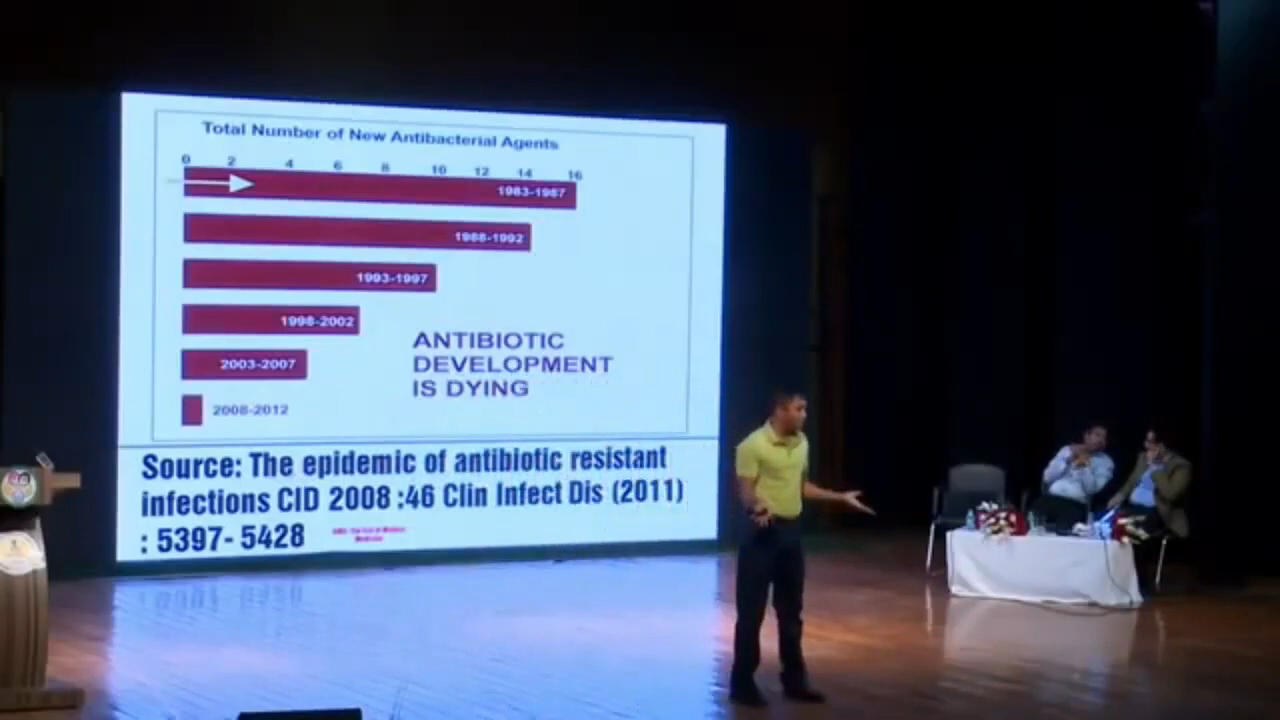 Total Number of New Antibacterial Agents
0 2 4 6 8 10 12 14 16
1983-1987
1988-1992
1993-1997
1998-2002
ANTIBIOTIC
DEVELOPMENT
IS DYING
2003-2007
2008-2012
Source: The epidemic of antibiotic resistant
infections CID 2008 :46 Clin Infect Dis (2011)
: 5397- 5428